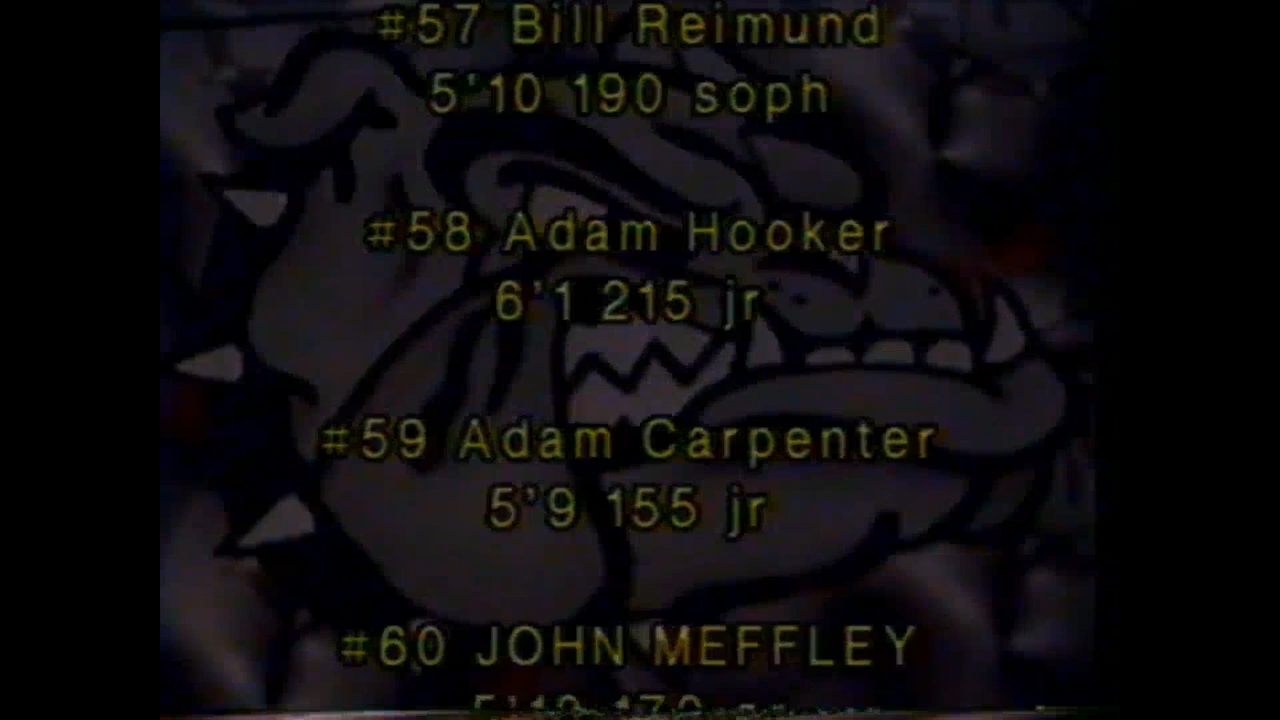 #57 Bill Reimund
5'10 190 soph
#58 Adam Hooker
6'1 215 jr
#59 Adam Carpenter
5'9 155 jr
#60 JOHN MEFFLEY